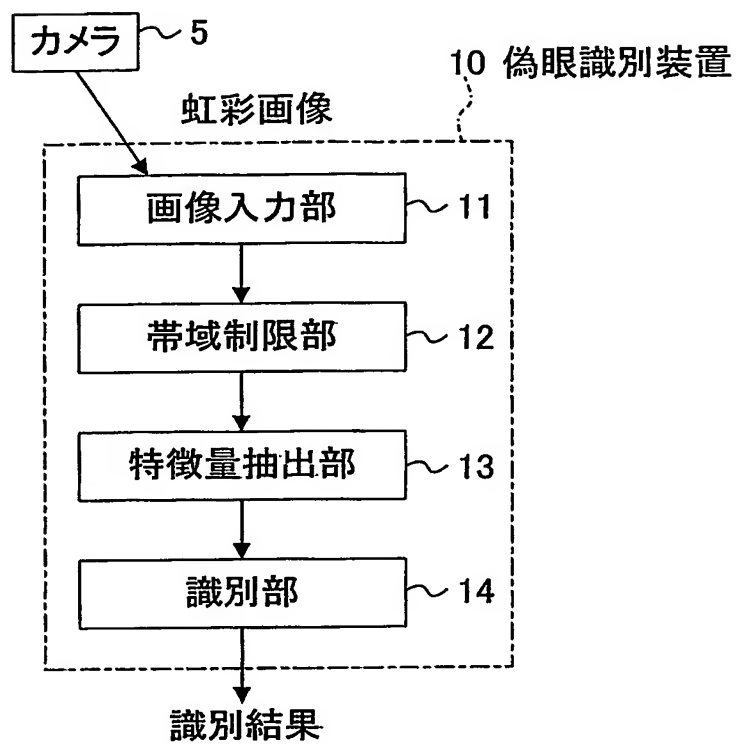 カメラ 5
10 偽眼識別装置
虹彩画像
画像入力部 11
帯域制限部 12
特徴量抽出部 13
識別部 14
識別結果